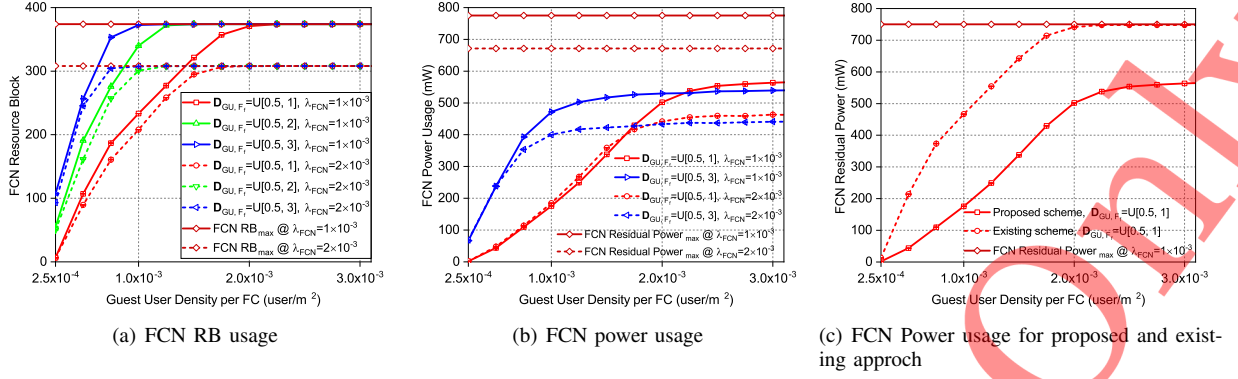 400
300
200
100
0
FCN Resource Block
D_GU, F_f=U[0.5, 1], λ_FCN=1×10^-3
D_GU, F_f=U[0.5, 2], λ_FCN=1×10^-3
D_GU, F_f=U[0.5, 3], λ_FCN=1×10^-3
D_GU, F_f=U[0.5, 1], λ_FCN=2×10^-3
D_GU, F_f=U[0.5, 2], λ_FCN=2×10^-3
D_GU, F_f=U[0.5, 3], λ_FCN=2×10^-3
FCN RB_max @ λ_FCN=1×10^-3
FCN RB_max @ λ_FCN=2×10^-3
2.5x10^-4 1.0x10^-3 2.0x10^-3 3.0x10^-3
Guest User Density per FC (user/m^2)
(a) FCN RB usage
800
700
600
500
400
300
200
100
0
FCN Power Usage (mW)
D_GU, F_f=U[0.5, 1], λ_FCN=1×10^-3
D_GU, F_f=U[0.5, 3], λ_FCN=1×10^-3
D_GU, F_f=U[0.5, 1], λ_FCN=2×10^-3
D_GU, F_f=U[0.5, 3], λ_FCN=2×10^-3
FCN Residual Power_max @ λ_FCN=1×10^-3
FCN Residual Power_max @ λ_FCN=2×10^-3
2.5x10^-4 1.0x10^-3 2.0x10^-3 3.0x10^-3
Guest User Density per FC (user/m^2)
(b) FCN power usage
800
700
600
500
400
300
200
100
0
FCN Residual Power (mW)
Proposed scheme, D_GU, F_f=U[0.5, 1]
Existing scheme, D_GU, F_f=U[0.5, 1]
FCN Residual Power_max @ λ_FCN=1×10^-3
2.5x10^-4 1.0x10^-3 2.0x10^-3 3.0x10^-3
Guest User Density per FC (user/m^2)
(c) FCN Power usage for proposed and exist-
ing approch
Onl